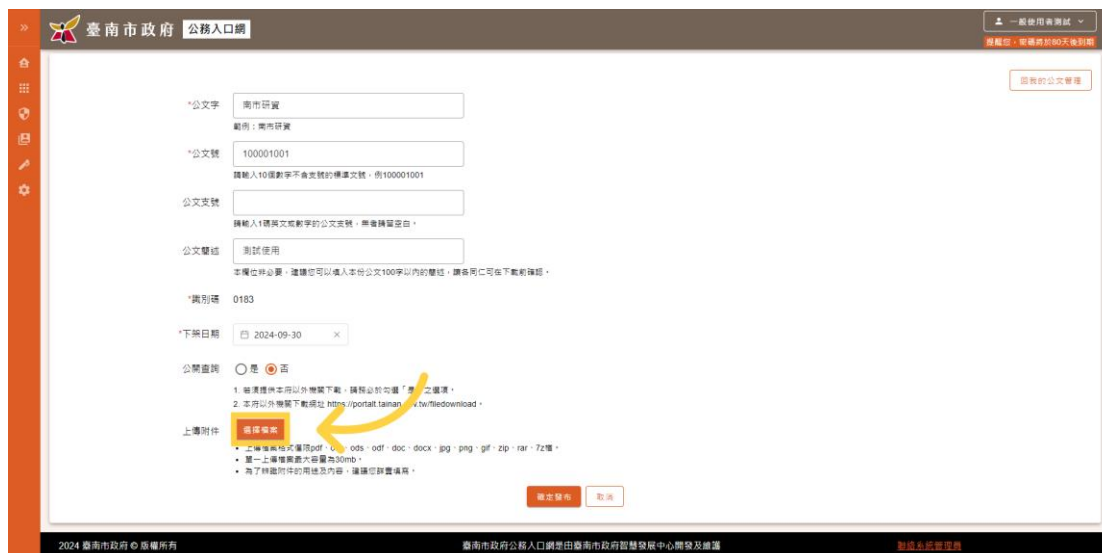 臺南市政府 公務入口網
一般使用者測試
提醒您，密碼將於80天後到期
回我的公文管理
*公文字 南市研資
範例：南市研資
*公文號 100001001
請輸入10個數字不含支號的標準文號，例100001001
公文支號
請輸入1碼英文或數字的公文支號，無者請留空白。
公文簡述 測試使用
本欄位非必要，建議您可以填入本份公文100字以內的簡述，讓各同仁可在下載前確認。
*識別碼 0183
*下架日期 2024-09-30
公開查詢 是 否
1. 若須提供本府以外機關下載，請務必於勾選「是」之選項。
2. 本府以外機關下載網址 https://portalt.tainan. .tw/filedownload。
上傳附件 選擇檔案
上傳檔案格式僅限pdf、 、ods、odf、doc、docx、jpg、png、gif、zip、rar、7z檔。
單一上傳檔案最大容量為30mb。
為了辨識附件的用途及內容，建議您詳實填寫。
確定發布 取消
2024 臺南市政府 © 版權所有
臺南市政府公務入口網是由臺南市政府智慧發展中心開發及維護
聯絡系統管理員